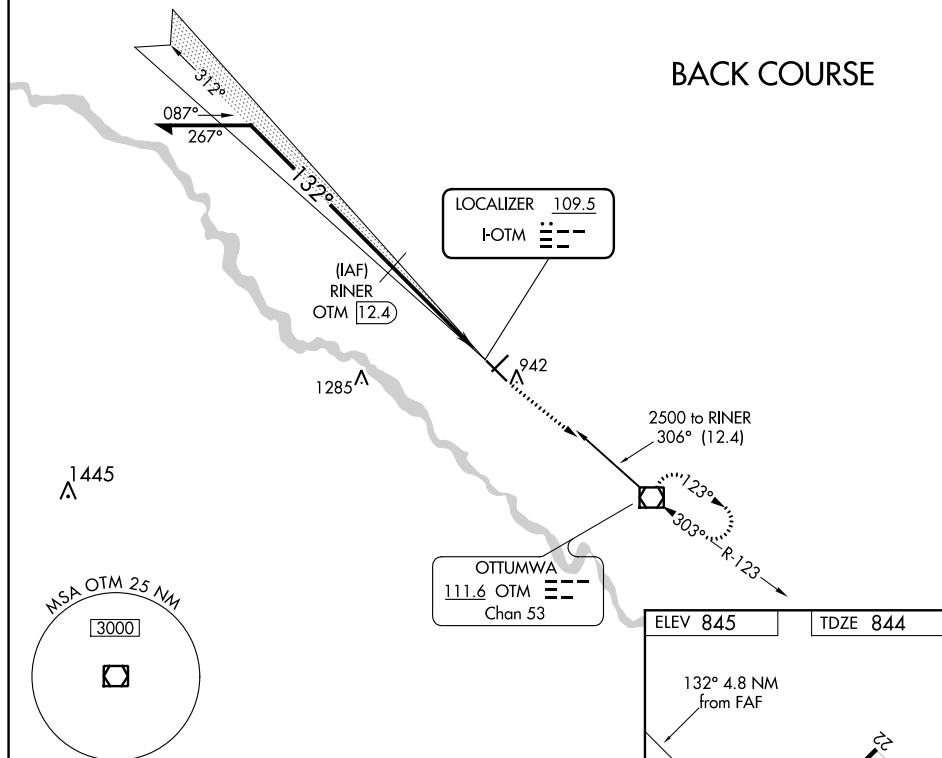 BACK COURSE
312°
087°
267°
132°
LOCALIZER 109.5
I-OTM
(IAF)
RINER
OTM 12.4
942
1285
2500 to RINER
306° (12.4)
1445
123°
303°
R-123
OTTUMWA
111.6 OTM
Chan 53
MSA OTM 25 NM
3000
ELEV 845
TDZE 844
132° 4.8 NM
from FAF
22